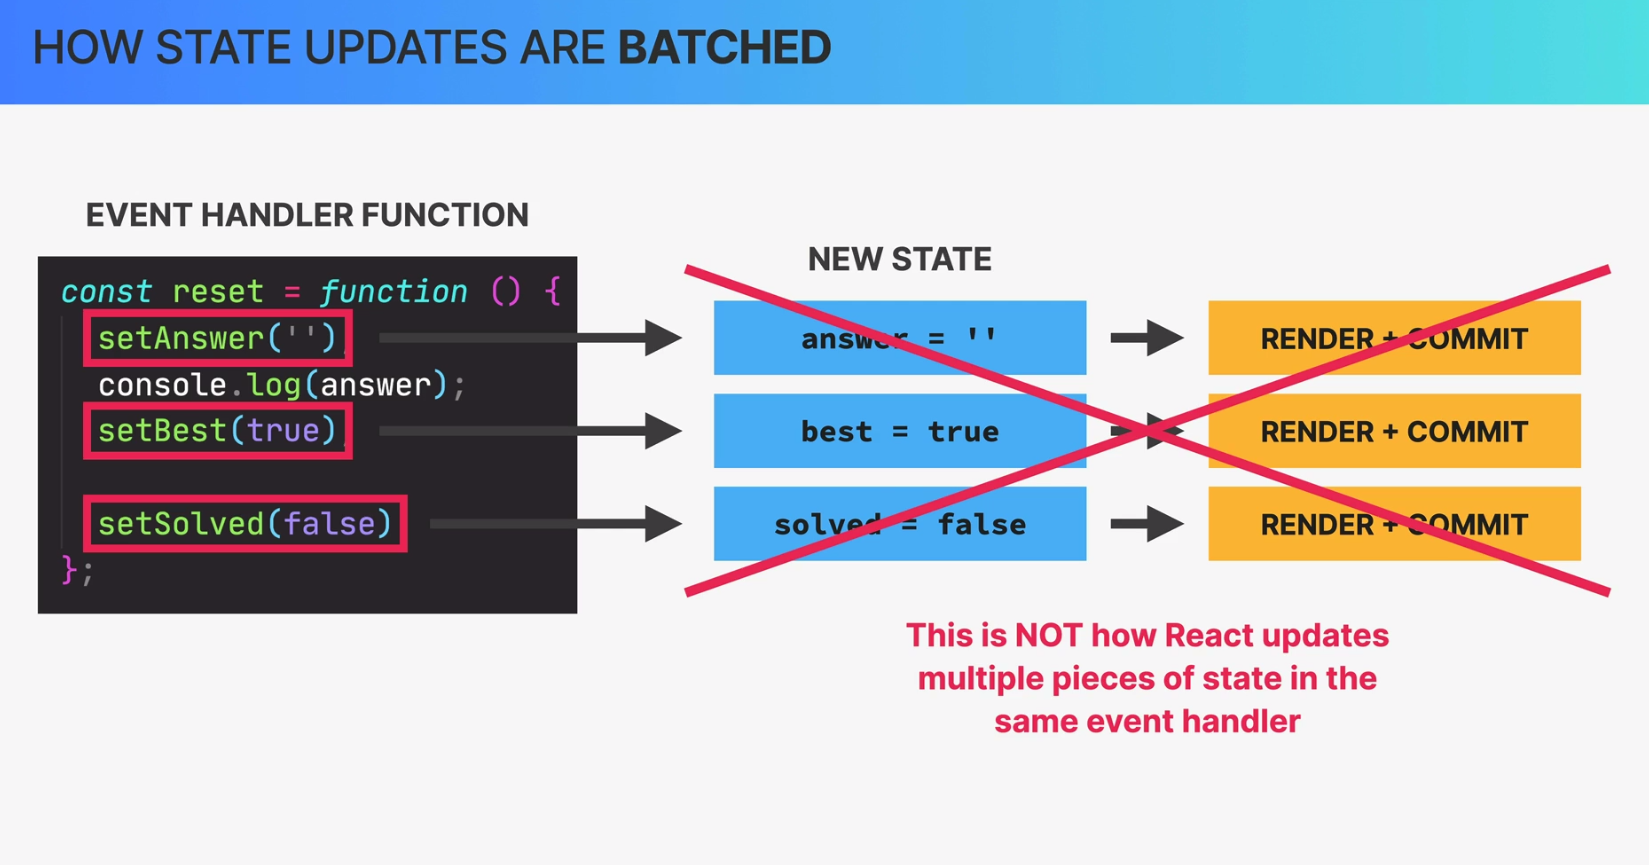 HOW STATE UPDATES ARE BATCHED
EVENT HANDLER FUNCTION
const reset = function () {
setAnswer('')
console.log(answer);
setBest(true)
setSolved(false)
};
NEW STATE
answer = ''
RENDER + COMMIT
best = true
RENDER + COMMIT
solved = false
RENDER + COMMIT
This is NOT how React updates
multiple pieces of state in the
same event handler